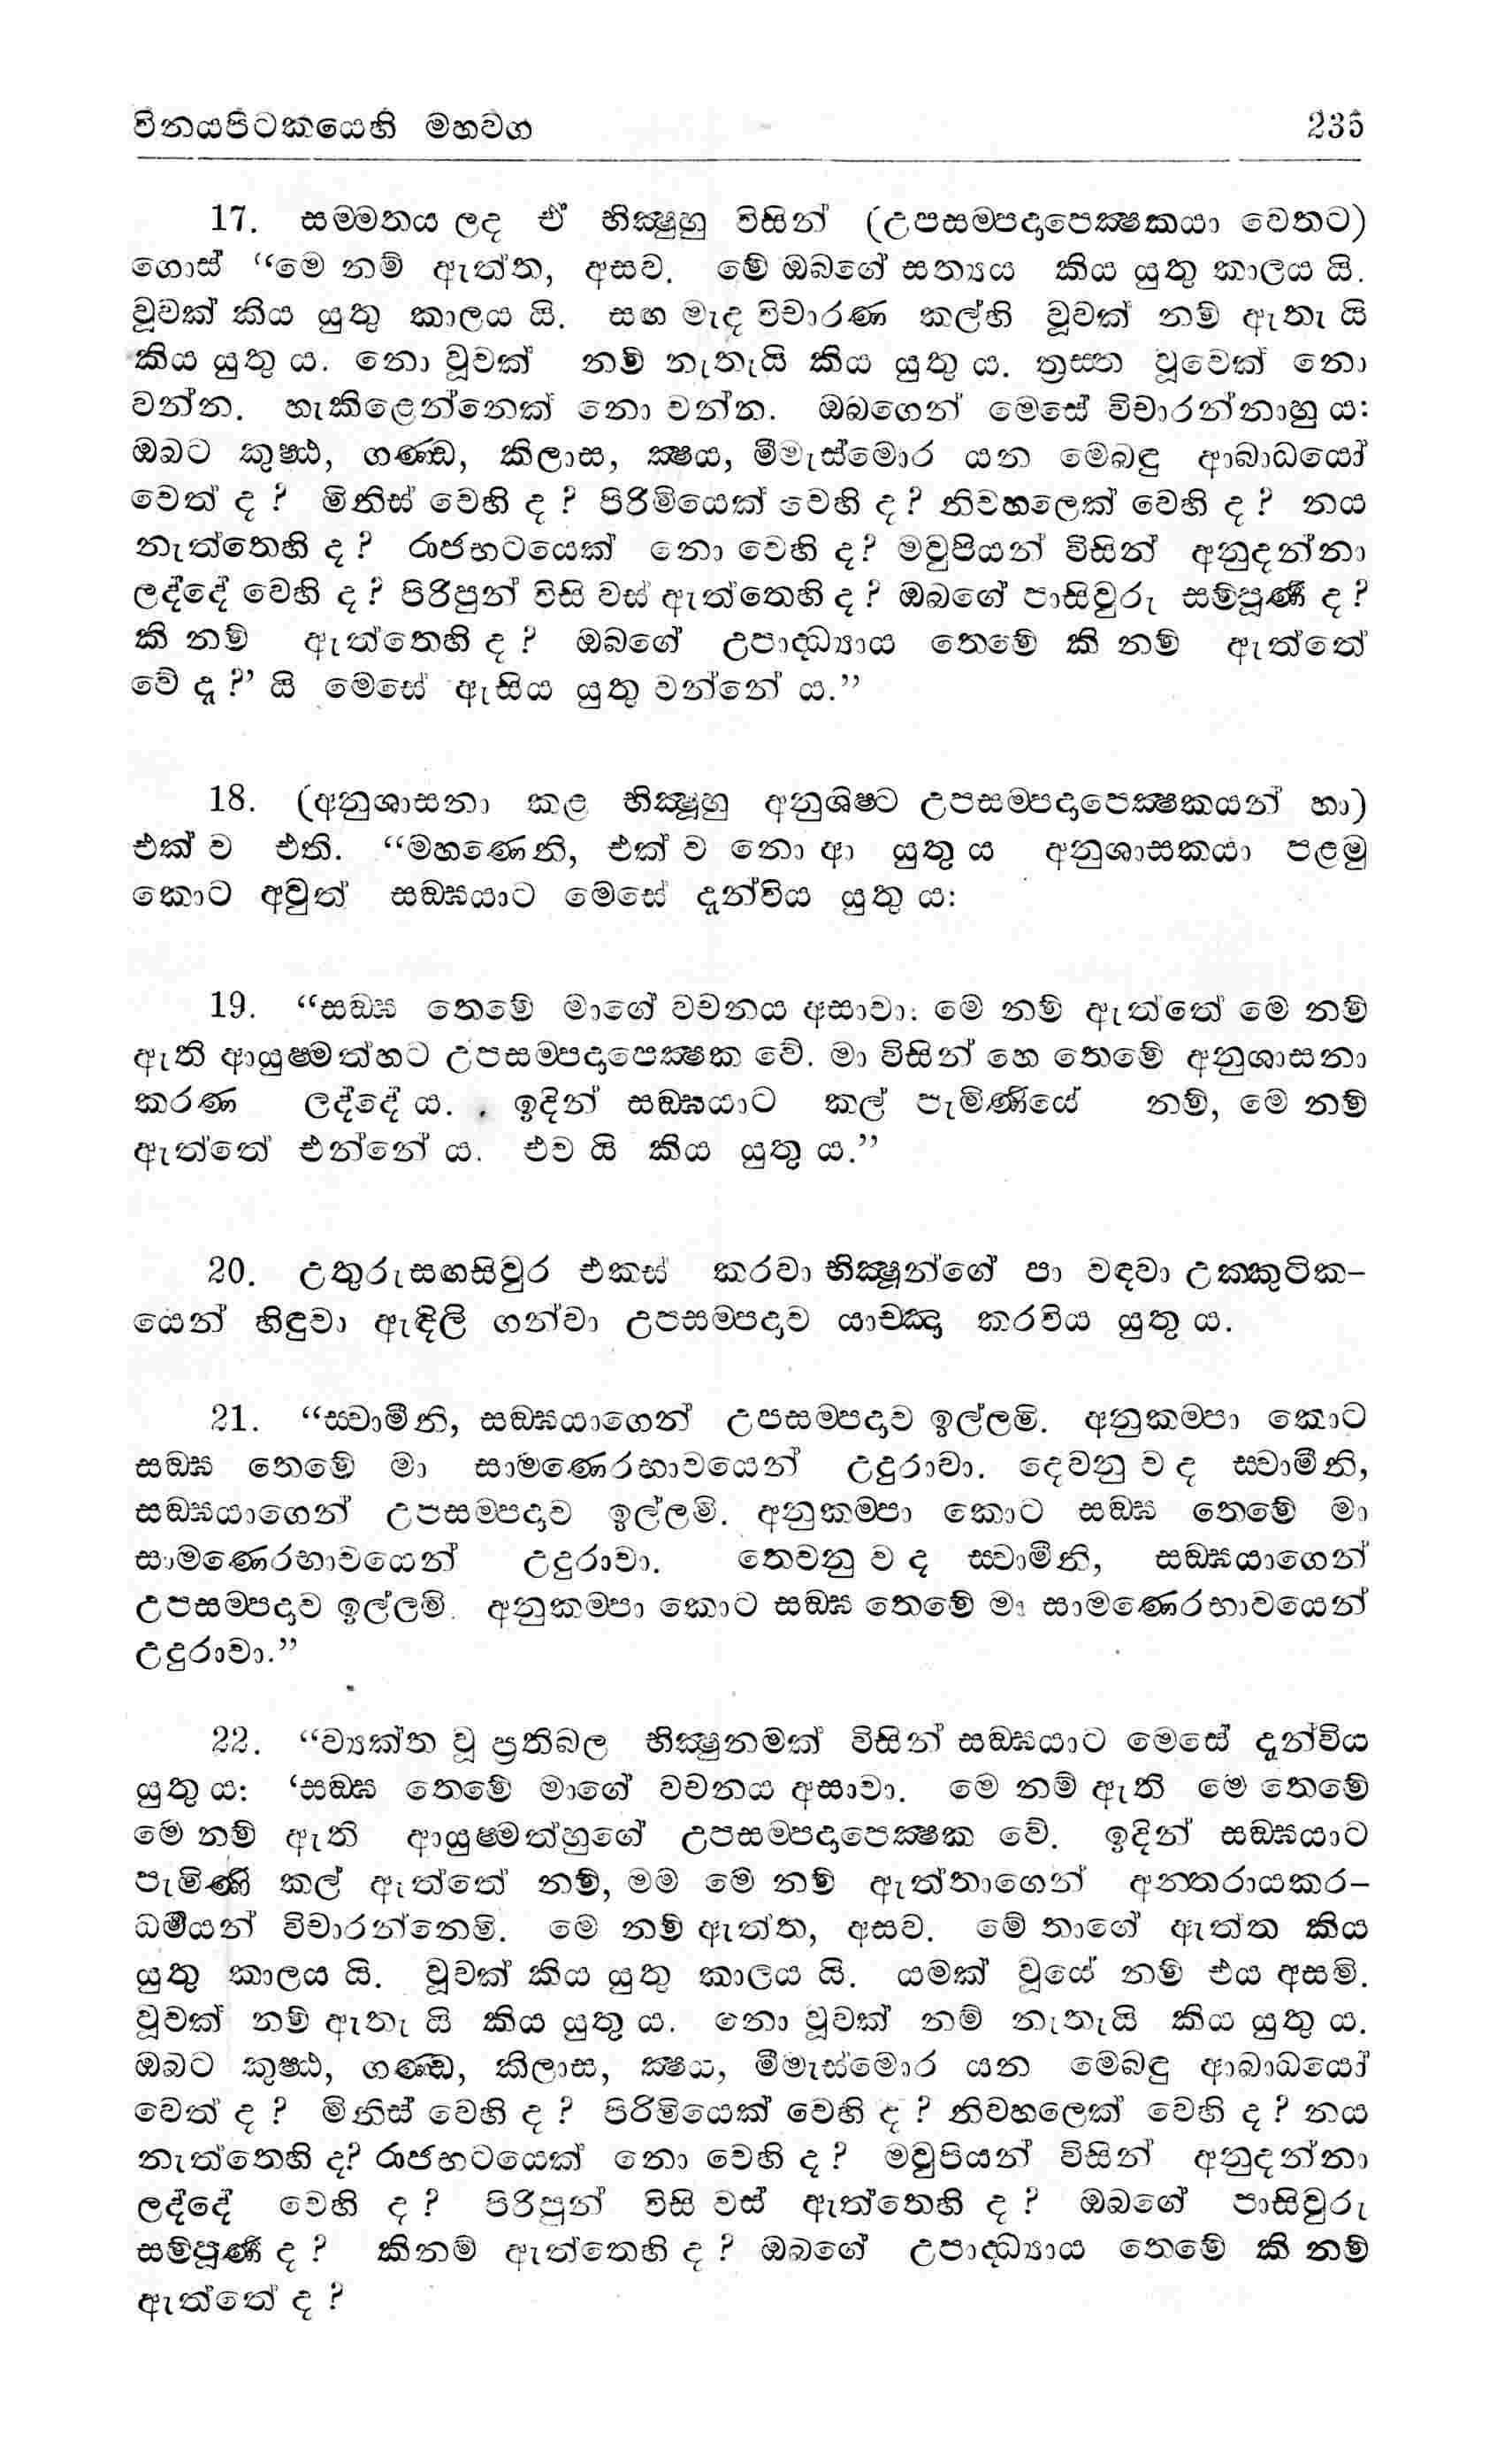 විනයපිටකයෙහි මහවග 235
17. සම්මතය ලද ඒ භික්‍ෂුහු විසින් (උපසම්පදාපෙක්‍ෂකයා වෙතට)
ගොස් “මෙ නම් ඇත්ත, අසව. මේ ඔබගේ සත්‍යය කිය යුතු කාලය යි.
වූවක් කිය යුතු කාලය යි. සඟ මැද විචාරණ කල්හි වූවක් නම් ඇතැ යි
කිය යුතු ය. නො වූවක් නම් නැතැයි කිය යුතු ය. ත්‍රස්ත වූවෙක් නො
වන්න. හැකිළෙන්නෙක් නො වන්න. ඔබගෙන් මෙසේ විචාරන්නාහු ය:
ඔබට කුෂ්ඨ, ගණ්ඩ, කිලාස, ක්‍ෂය, මීමැස්මොර යන මෙබඳු ආබාධයෝ
වෙත් ද ? මිනිස් වෙහි ද ? පිරිමියෙක් වෙහි ද ? නිවහලෙක් වෙහි ද ? නය
නැත්තෙහි ද ? රාජභටයෙක් නො වෙහි ද ? මවුපියන් විසින් අනුදන්නා
ලද්දේ වෙහි ද ? පිරිපුන් විසි වස් ඇත්තෙහි ද ? ඔබගේ පාසිවුරු සම්පූර්‍ණ ද ?
කි නම් ඇත්තෙහි ද ? ඔබගේ උපාද්ධ්‍යාය තෙමේ කි නම් ඇත්තේ
වේ දැ ?’ යි මෙසේ ඇසිය යුතු වන්නේ ය.”
18. (අනුශාසනා කළ භික්‍ෂූහු අනුශිෂ්ට උපසම්පදාපෙක්‍ෂකයන් හා)
එක් ව එති. “මහණෙනි, එක් ව නො ආ යුතු ය අනුශාසකයා පළමු
කොට අවුත් සඞ්ඝයාට මෙසේ දැන්විය යුතු ය:
19. “සඞ්ඝ තෙමේ මාගේ වචනය අසාවා: මෙ නම් ඇත්තේ මෙ නම්
ඇති ආයුෂ්මත්හට උපසම්පදාපෙක්‍ෂක වේ. මා විසින් හෙ තෙමේ අනුශාසනා
කරණ ලද්දේ ය. ඉදින් සඞ්ඝයාට කල් පැමිණියේ නම්, මෙ නම්
ඇත්තේ එන්නේ ය. එව යි කිය යුතු ය.”
20. උතුරුසඟසිවුර එකස් කරවා භික්‍ෂූන්ගේ පා වඳවා උක්කුටික–
යෙන් හිඳුවා ඇඳිලි ගන්වා උපසම්පදාව යාච්ඤා කරවිය යුතු ය.
21. “ස්වාමීනි, සඞ්ඝයාගෙන් උපසම්පදාව ඉල්ලමි. අනුකම්පා කොට
සඞ්ඝ තෙමේ මා සාමණෙරභාවයෙන් උදුරාවා. දෙවනු ව ද ස්වාමීනි,
සඞ්ඝයාගෙන් උපසම්පදාව ඉල්ලමි. අනුකම්පා කොට සඞ්ඝ තෙමේ මා
සාමණෙරභාවයෙන් උදුරාවා. තෙවනු ව ද ස්වාමීනි, සඞ්ඝයාගෙන්
උපසම්පදාව ඉල්ලමි. අනුකම්පා කොට සඞ්ඝ තෙමේ මා සාමණෙරභාවයෙන්
උදුරාවා.”
22. “ව්‍යක්ත වූ ප්‍රතිබල භික්‍ෂුනමක් විසින් සඞ්ඝයාට මෙසේ දැන්විය
යුතු ය: ‘සඞ්ඝ තෙමේ මාගේ වචනය අසාවා. මෙ නම් ඇති මෙ තෙමේ
මෙ නම් ඇති ආයුෂ්මත්හුගේ උපසම්පදාපෙක්‍ෂක වේ. ඉදින් සඞ්ඝයාට
පැමිණි කල් ඇත්තේ නම්, මම මේ නම් ඇත්තාගෙන් අන්තරායකර–
ධර්‍මයන් විචාරන්නෙමි. මෙ නම් ඇත්ත, අසව. මේ තාගේ ඇත්ත කිය
යුතු කාලය යි. වූවක් කිය යුතු කාලය යි. යමක් වූයේ නම් එය අසමි.
වූවක් නම් ඇතැ යි කිය යුතු ය. නො වූවක් නම් නැතැයි කිය යුතු ය.
ඔබට කුෂ්ඨ, ගණ්ඩ, කිලාස, ක්‍ෂය, මීමැස්මොර යන මෙබඳු ආබාධයෝ
වෙත් ද ? මිනිස් වෙහි ද ? පිරිමියෙක් වෙහි ද ? නිවහලෙක් වෙහි ද ? නය
නැත්තෙහි ද? රාජභටයෙක් නො වෙහි ද ? මවුපියන් විසින් අනුදන්නා
ලද්දේ වෙහි ද ? පිරිපුන් විසි වස් ඇත්තෙහි ද ? ඔබගේ පාසිවුරු
සම්පූර්‍ණ ද ? කිනම් ඇත්තෙහි ද ? ඔබගේ උපාද්ධ්‍යාය තෙමේ කි නම්
ඇත්තේ ද ?